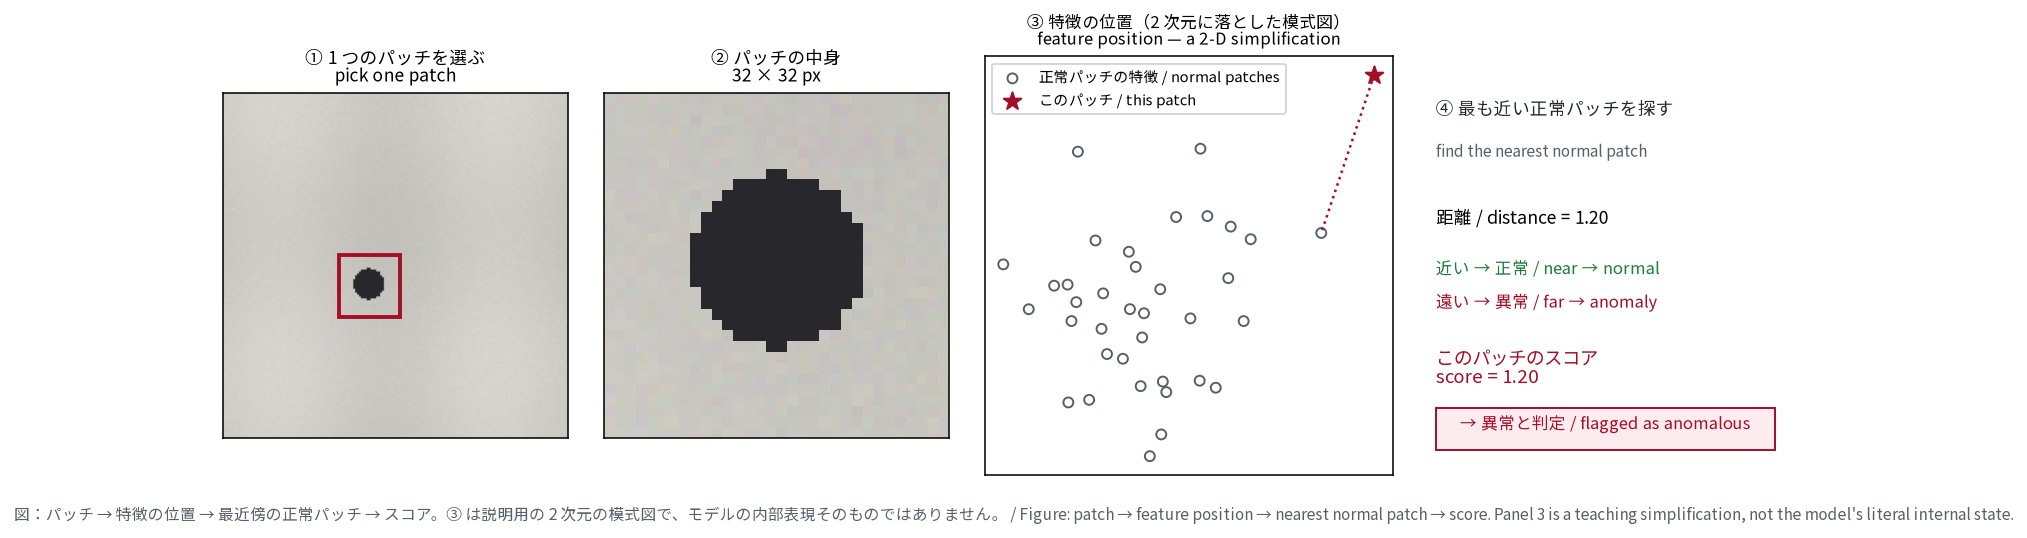 ① 1 つのパッチを選ぶ
pick one patch
② パッチの中身
32 × 32 px
③ 特徴の位置（2 次元に落とした模式図）
feature position — a 2-D simplification
正常パッチの特徴 / normal patches
このパッチ / this patch
④ 最も近い正常パッチを探す
find the nearest normal patch
距離 / distance = 1.20
近い → 正常 / near → normal
遠い → 異常 / far → anomaly
このパッチのスコア
score = 1.20
→ 異常と判定 / flagged as anomalous
図：パッチ → 特徴の位置 → 最近傍の正常パッチ → スコア。③ は説明用の 2 次元の模式図で、モデルの内部表現そのものではありません。 / Figure: patch → feature position → nearest normal patch → score. Panel 3 is a teaching simplification, not the model's literal internal state.